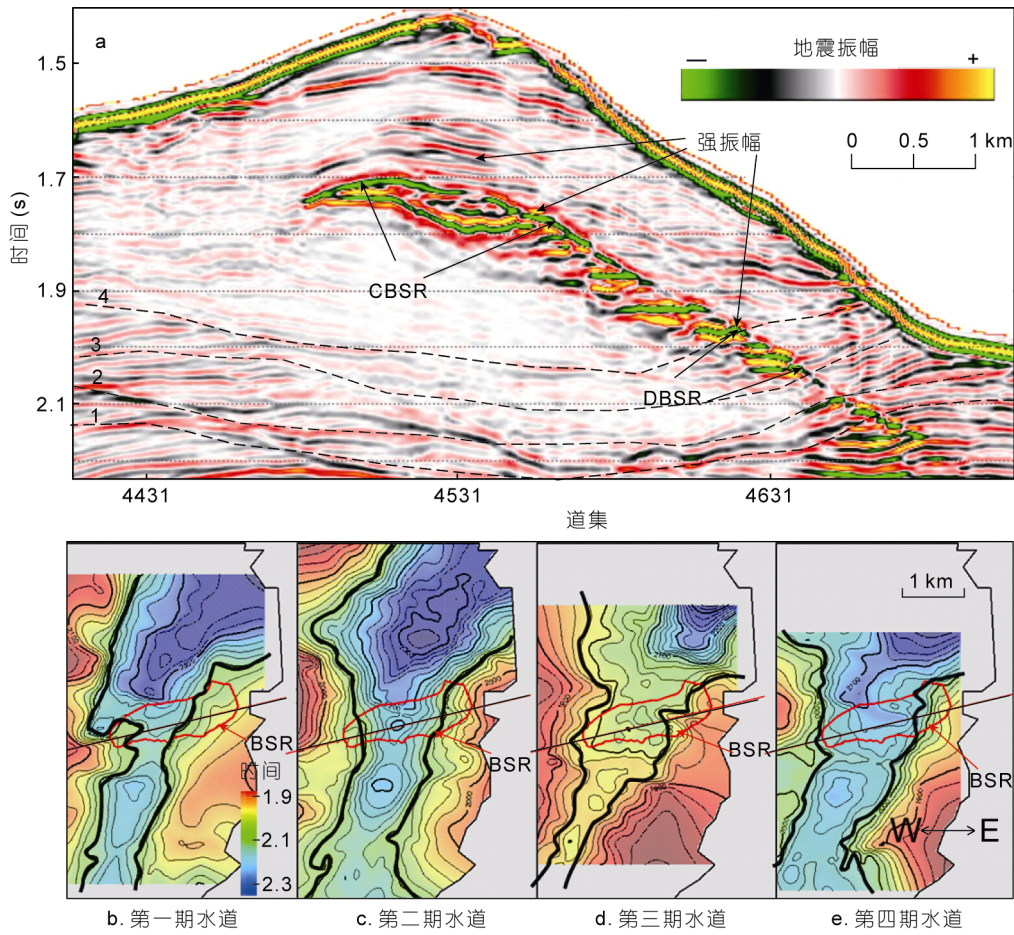 a
地震振幅
— +
0 0.5 1 km
强振幅
时间 (s)
1.5
1.7
1.9
2.1
CBSR
DBSR
4
3
2
1
4431 4531 4631
道集
1 km
BSR BSR BSR BSR
时间
-1.9
-2.1
-2.3
W E
b. 第一期水道 c. 第二期水道 d. 第三期水道 e. 第四期水道